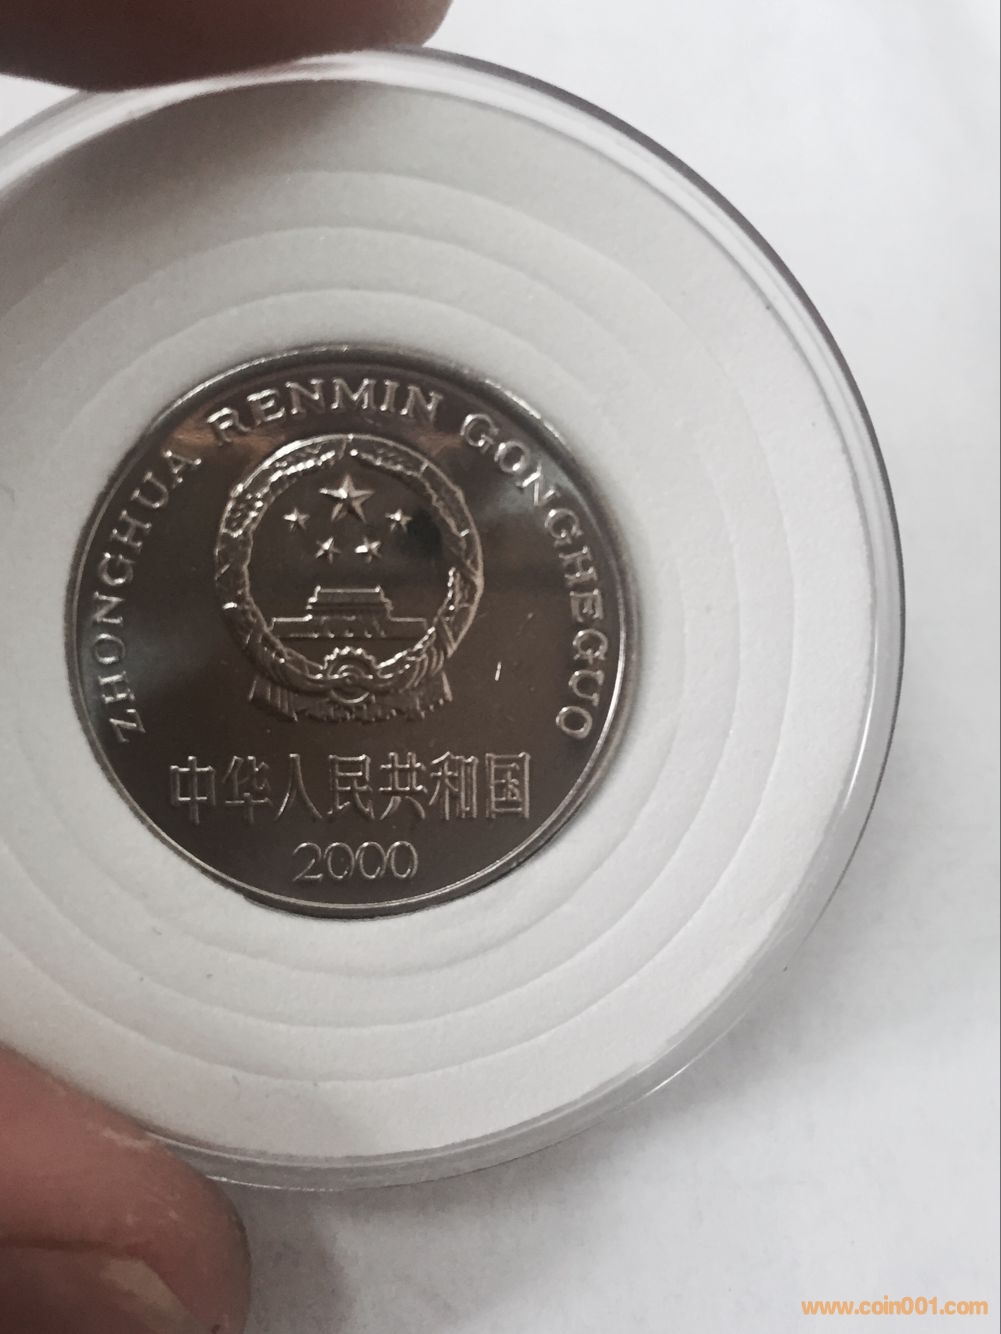 ZHONGHUA RENMIN GONGHEGUO
中华人民共和国
2000
www.coin001.com